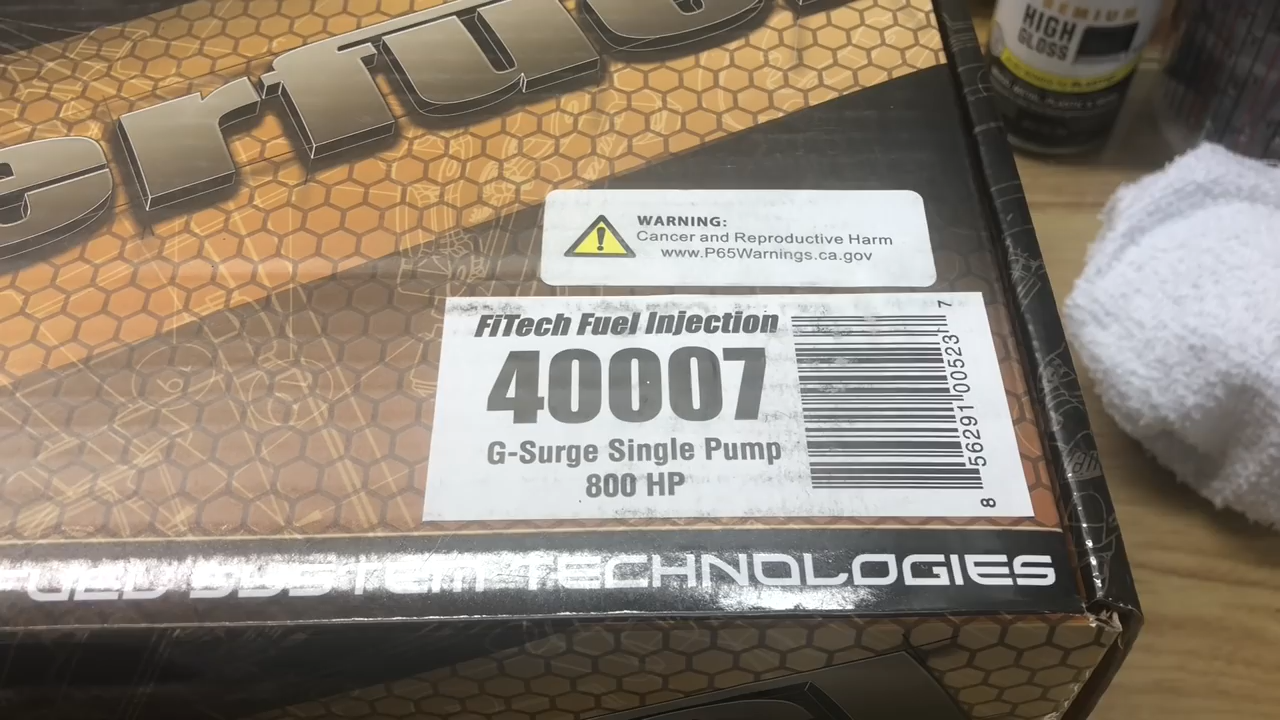 erfue
PREMIUM
HIGH
GLOSS
WARNING:
Cancer and Reproductive Harm
www.P65Warnings.ca.gov
FiTech Fuel Injection
40007
G-Surge Single Pump
800 HP
8 56291 00523 7
FUEL SYSTEM TECHNOLOGIES